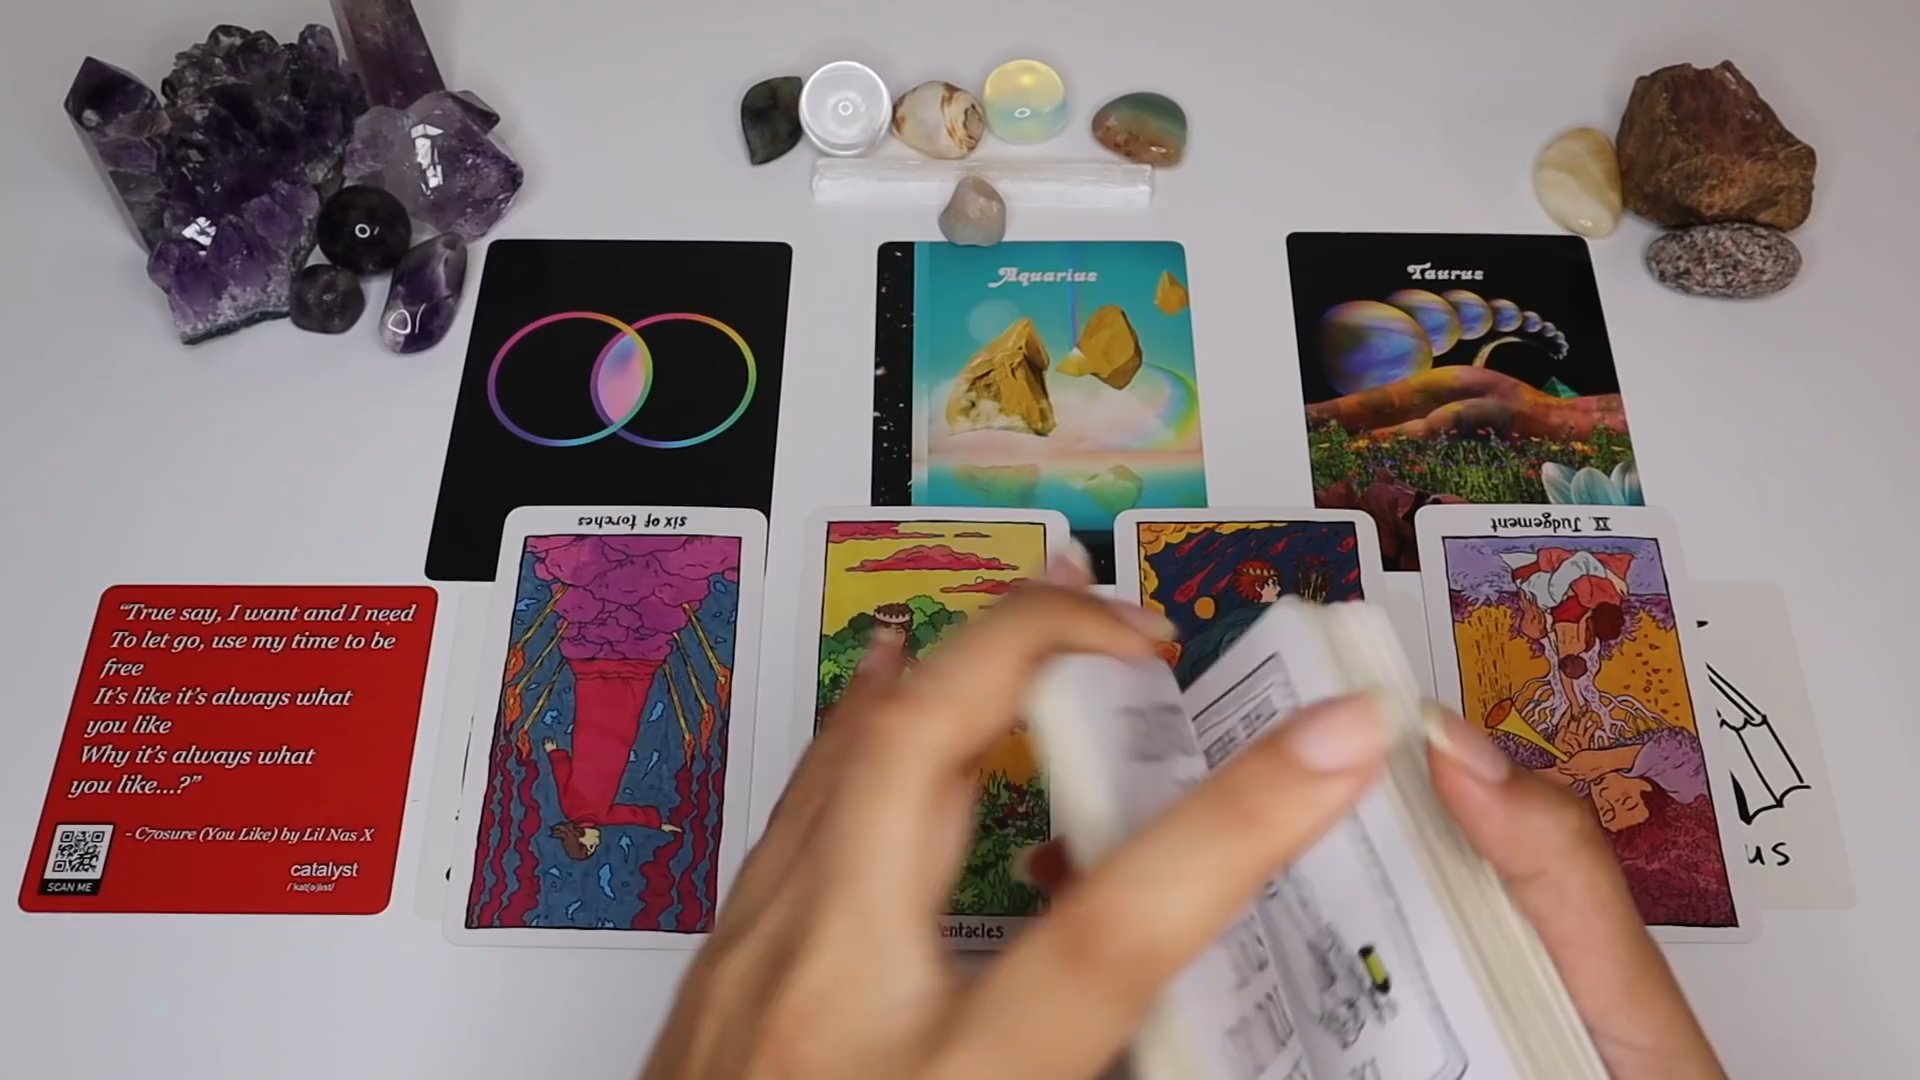 Aquarius
Taurus
six of torches
XX. Judgement
"True say, I want and I need
To let go, use my time to be
free
It's like it's always what
you like
Why it's always what
you like...?"
- C7osure (You Like) by Lil Nas X
catalyst
SCAN ME
us